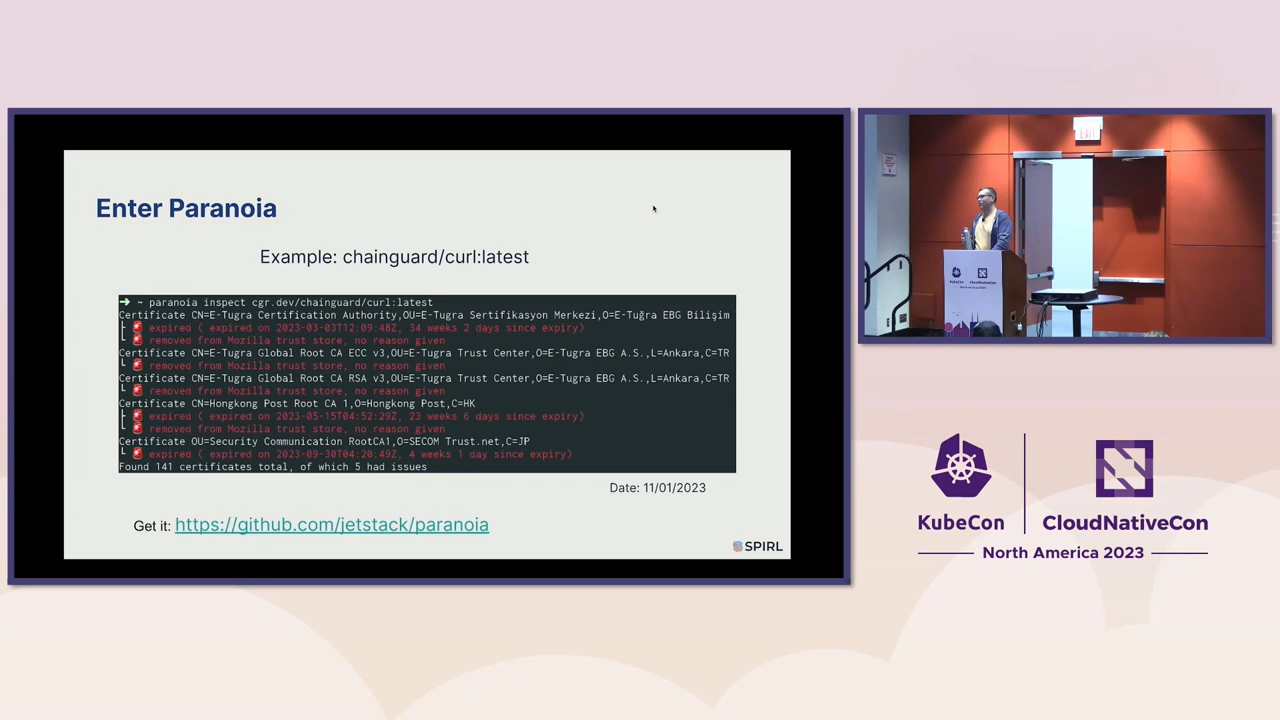 Enter Paranoia
Example: chainguard/curl:latest
➜ ~ paranoia inspect cgr.dev/chainguard/curl:latest
Certificate CN=E-Tugra Certification Authority,OU=E-Tugra Sertifikasyon Merkezi,O=E-Tuğra EBG Bilişim
├ 🚨 expired ( expired on 2023-03-03T12:09:48Z, 34 weeks 2 days since expiry)
└ 🚨 removed from Mozilla trust store, no reason given
Certificate CN=E-Tugra Global Root CA ECC v3,OU=E-Tugra Trust Center,O=E-Tugra EBG A.S.,L=Ankara,C=TR
└ 🚨 removed from Mozilla trust store, no reason given
Certificate CN=E-Tugra Global Root CA RSA v3,OU=E-Tugra Trust Center,O=E-Tugra EBG A.S.,L=Ankara,C=TR
└ 🚨 removed from Mozilla trust store, no reason given
Certificate CN=Hongkong Post Root CA 1,O=Hongkong Post,C=HK
├ 🚨 expired ( expired on 2023-05-15T04:52:29Z, 23 weeks 6 days since expiry)
└ 🚨 removed from Mozilla trust store, no reason given
Certificate OU=Security Communication RootCA1,O=SECOM Trust.net,C=JP
└ 🚨 expired ( expired on 2023-09-30T04:20:49Z, 4 weeks 1 day since expiry)
Found 141 certificates total, of which 5 had issues
Date: 11/01/2023
Get it: https://github.com/jetstack/paranoia
SPIRL
EXIT
KubeCon
CloudNativeCon
North America 2023